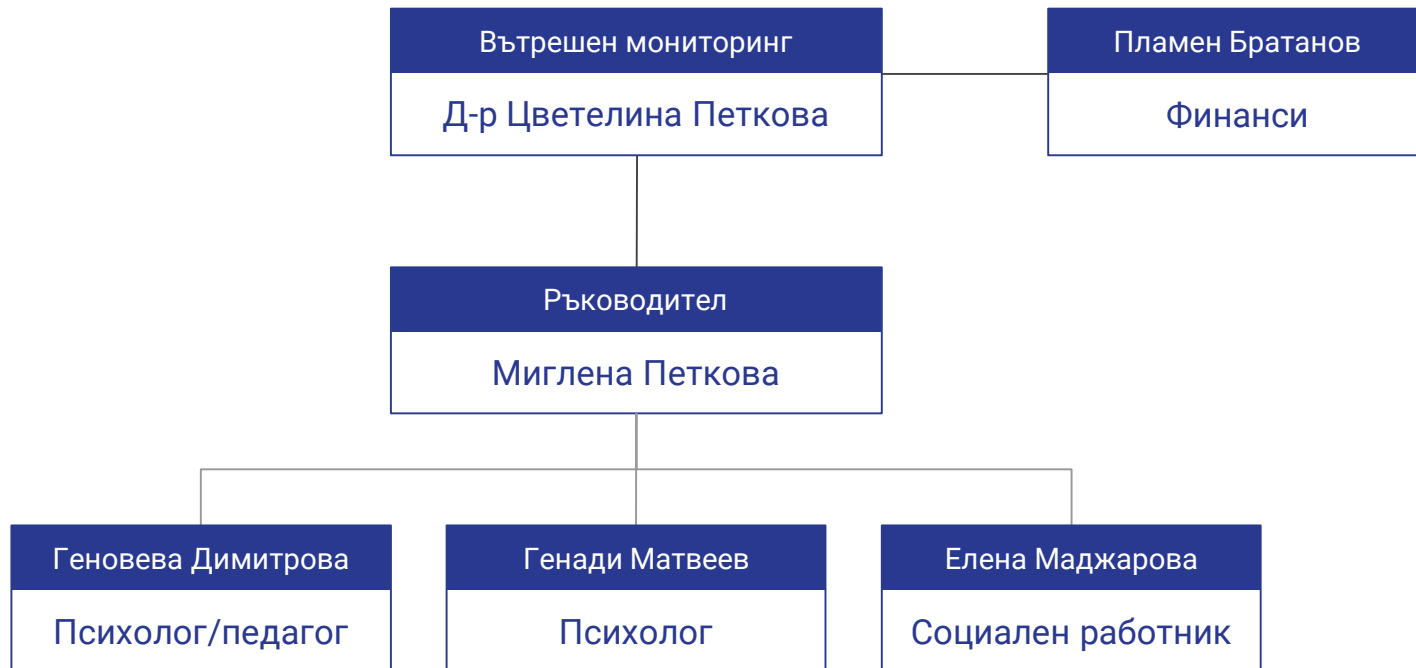 Вътрешен мониторинг
Д-р Цветелина Петкова
Пламен Братанов
Финанси
Ръководител
Миглена Петкова
Геновева Димитрова
Психолог/педагог
Генади Матвеев
Психолог
Елена Маджарова
Социален работник